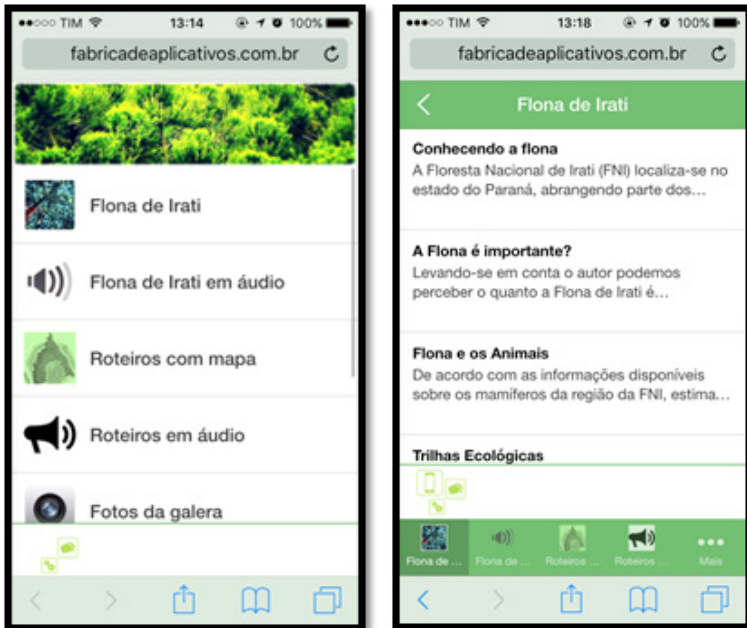 TIM 13:14 100%
fabricadeaplicativos.com.br
Flona de Irati
Flona de Irati em áudio
Roteiros com mapa
Roteiros em áudio
Fotos da galera
TIM 13:18 100%
fabricadeaplicativos.com.br
Flona de Irati
Conhecendo a flona
A Floresta Nacional de Irati (FNI) localiza-se no
estado do Paraná, abrangendo parte dos...
A Flona é importante?
Levando-se em conta o autor podemos
perceber o quanto a Flona de Irati é...
Flona e os Animais
De acordo com as informações disponíveis
sobre os mamíferos da região da FNI, estima...
Trilhas Ecológicas
Flona de ... Flona de ... Roteiros ... Roteiros ... Mais